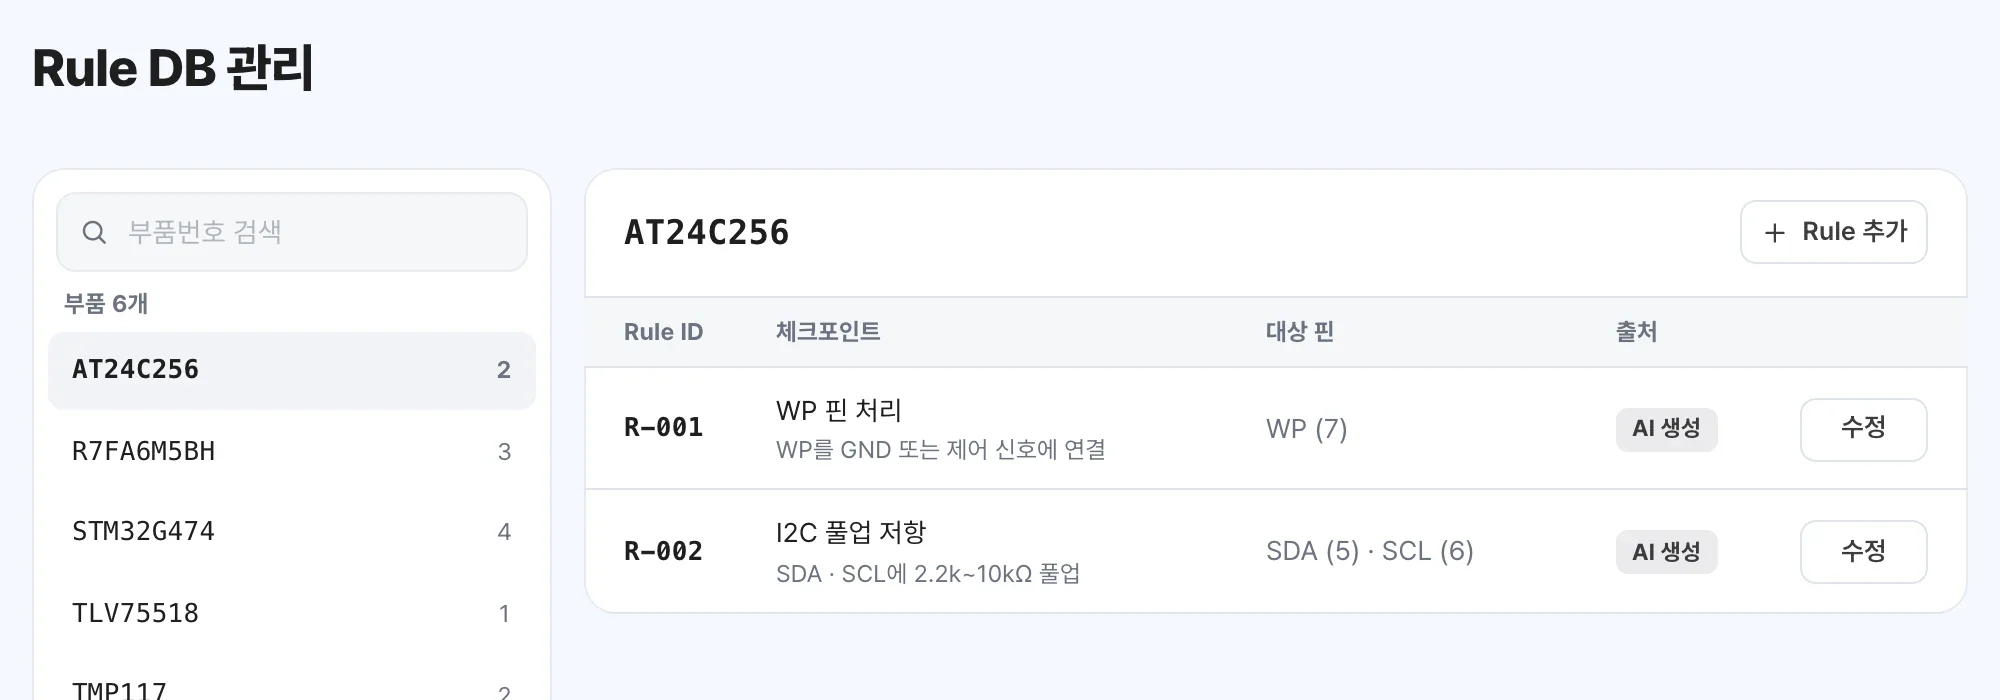 Rule DB 관리
부품번호 검색
부품 6개
AT24C256 2
R7FA6M5BH 3
STM32G474 4
TLV75518 1
TMP117 2
AT24C256
+ Rule 추가
Rule ID 체크포인트 대상 핀 출처
R-001 WP 핀 처리 WP (7) AI 생성 수정
WP를 GND 또는 제어 신호에 연결
R-002 I2C 풀업 저항 SDA (5) · SCL (6) AI 생성 수정
SDA · SCL에 2.2k~10kΩ 풀업